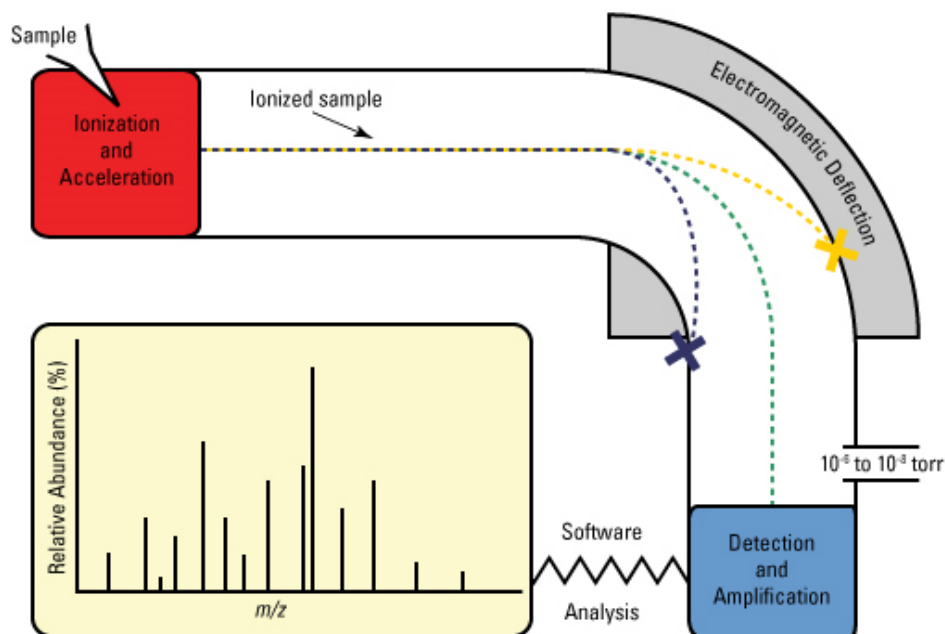 Sample
Ionization
and
Acceleration
Ionized sample
Electromagnetic Deflection
10⁻⁶ to 10⁻⁸ torr
Detection
and
Amplification
Software
Analysis
Relative Abundance (%)
m/z